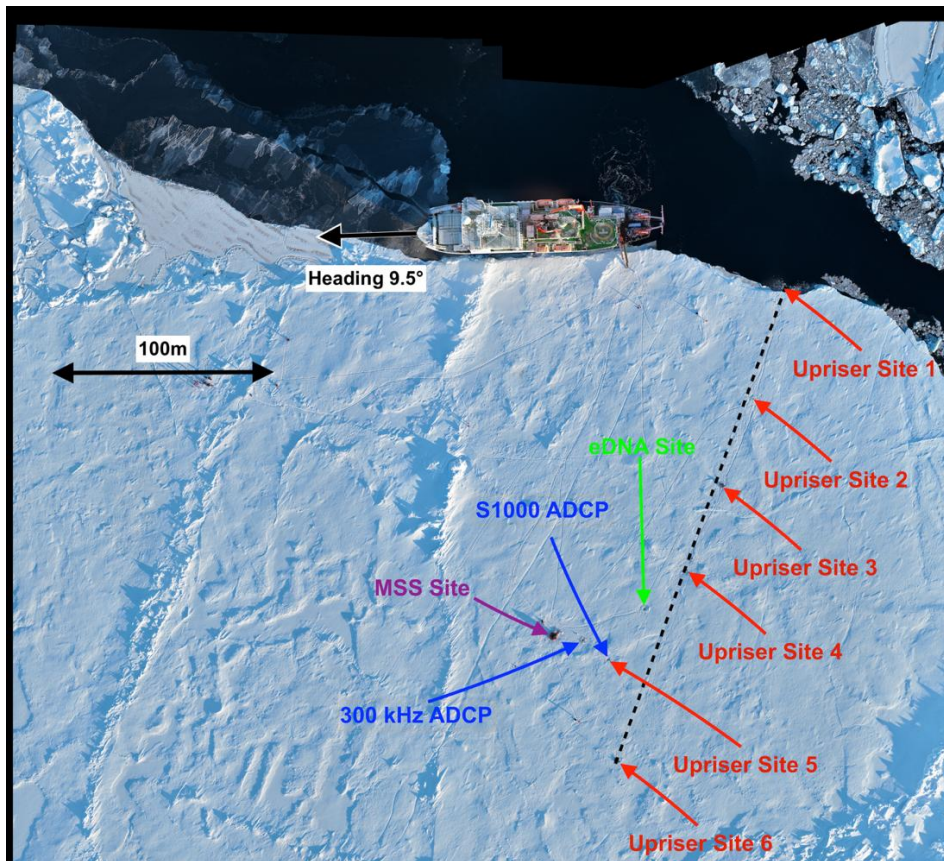 Heading 9.5°
100m
Upriser Site 1
eDNA Site
Upriser Site 2
S1000 ADCP
Upriser Site 3
MSS Site
Upriser Site 4
300 kHz ADCP
Upriser Site 5
Upriser Site 6